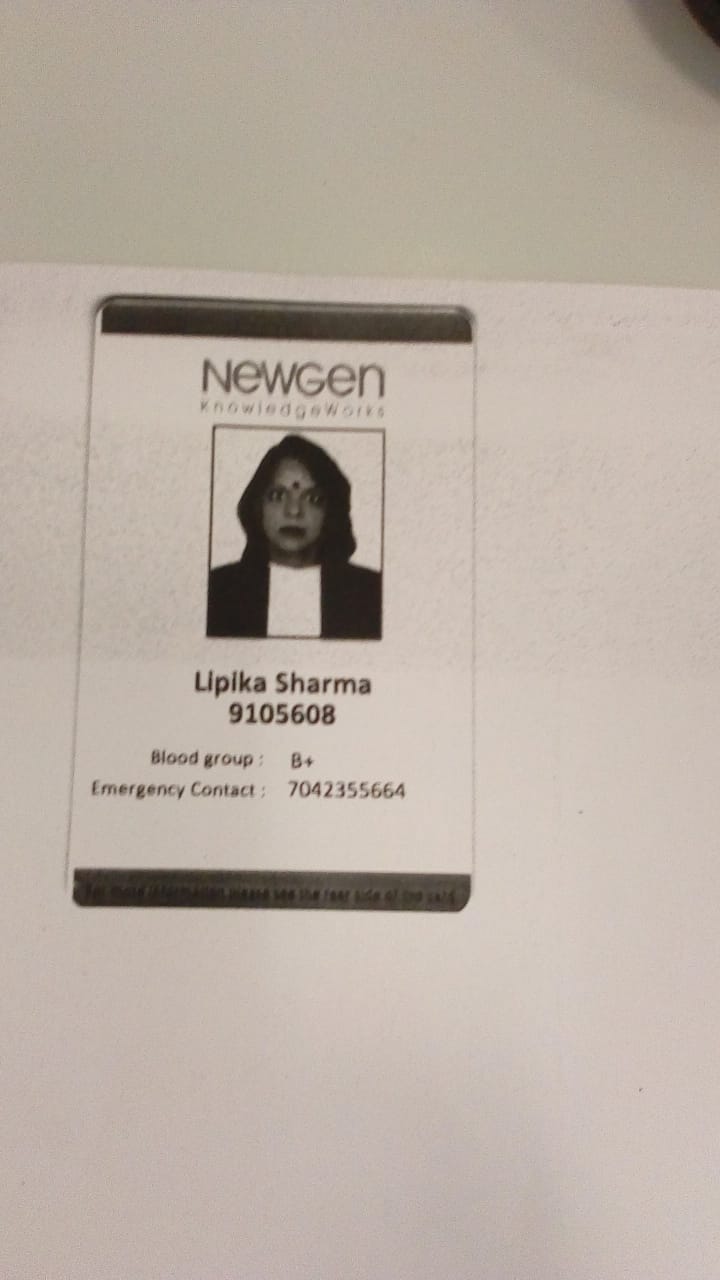 NewGen
KnowledgeWorks
Lipika Sharma
9105608
Blood group : B+
Emergency Contact : 7042355664
For more information please see the rear side of the card